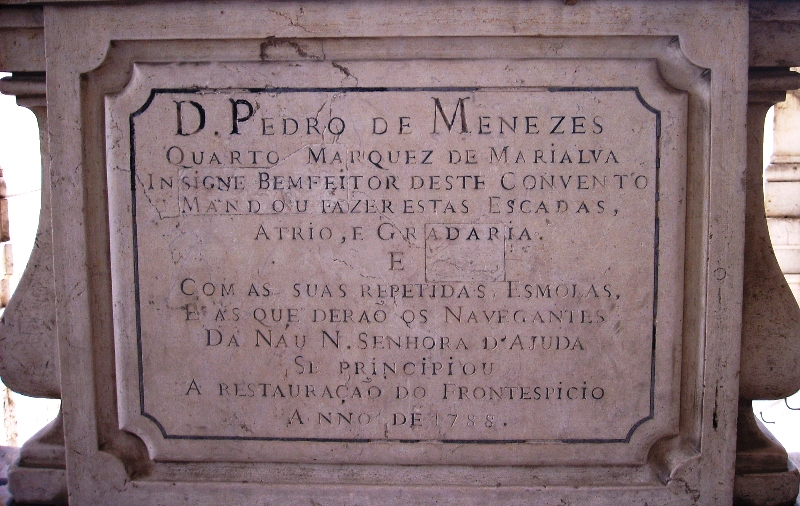 D. PEDRO DE MENEZES
QUARTO MARQUEZ DE MARIALVA
INSIGNE BEMFEITOR DESTE CONVENTO
MANDOU FAZER ESTAS ESCADAS,
ATRIO, E GRADARIA.
E
COM AS SUAS REPETIDAS ESMOLAS,
E AS QUE DERAÕ OS NAVEGANTES
DA NAU N. SENHORA D'AJUDA
SE PRINCIPIOU
A RESTAURAÇAO DO FRONTESPICIO
ANNO DE 1788.